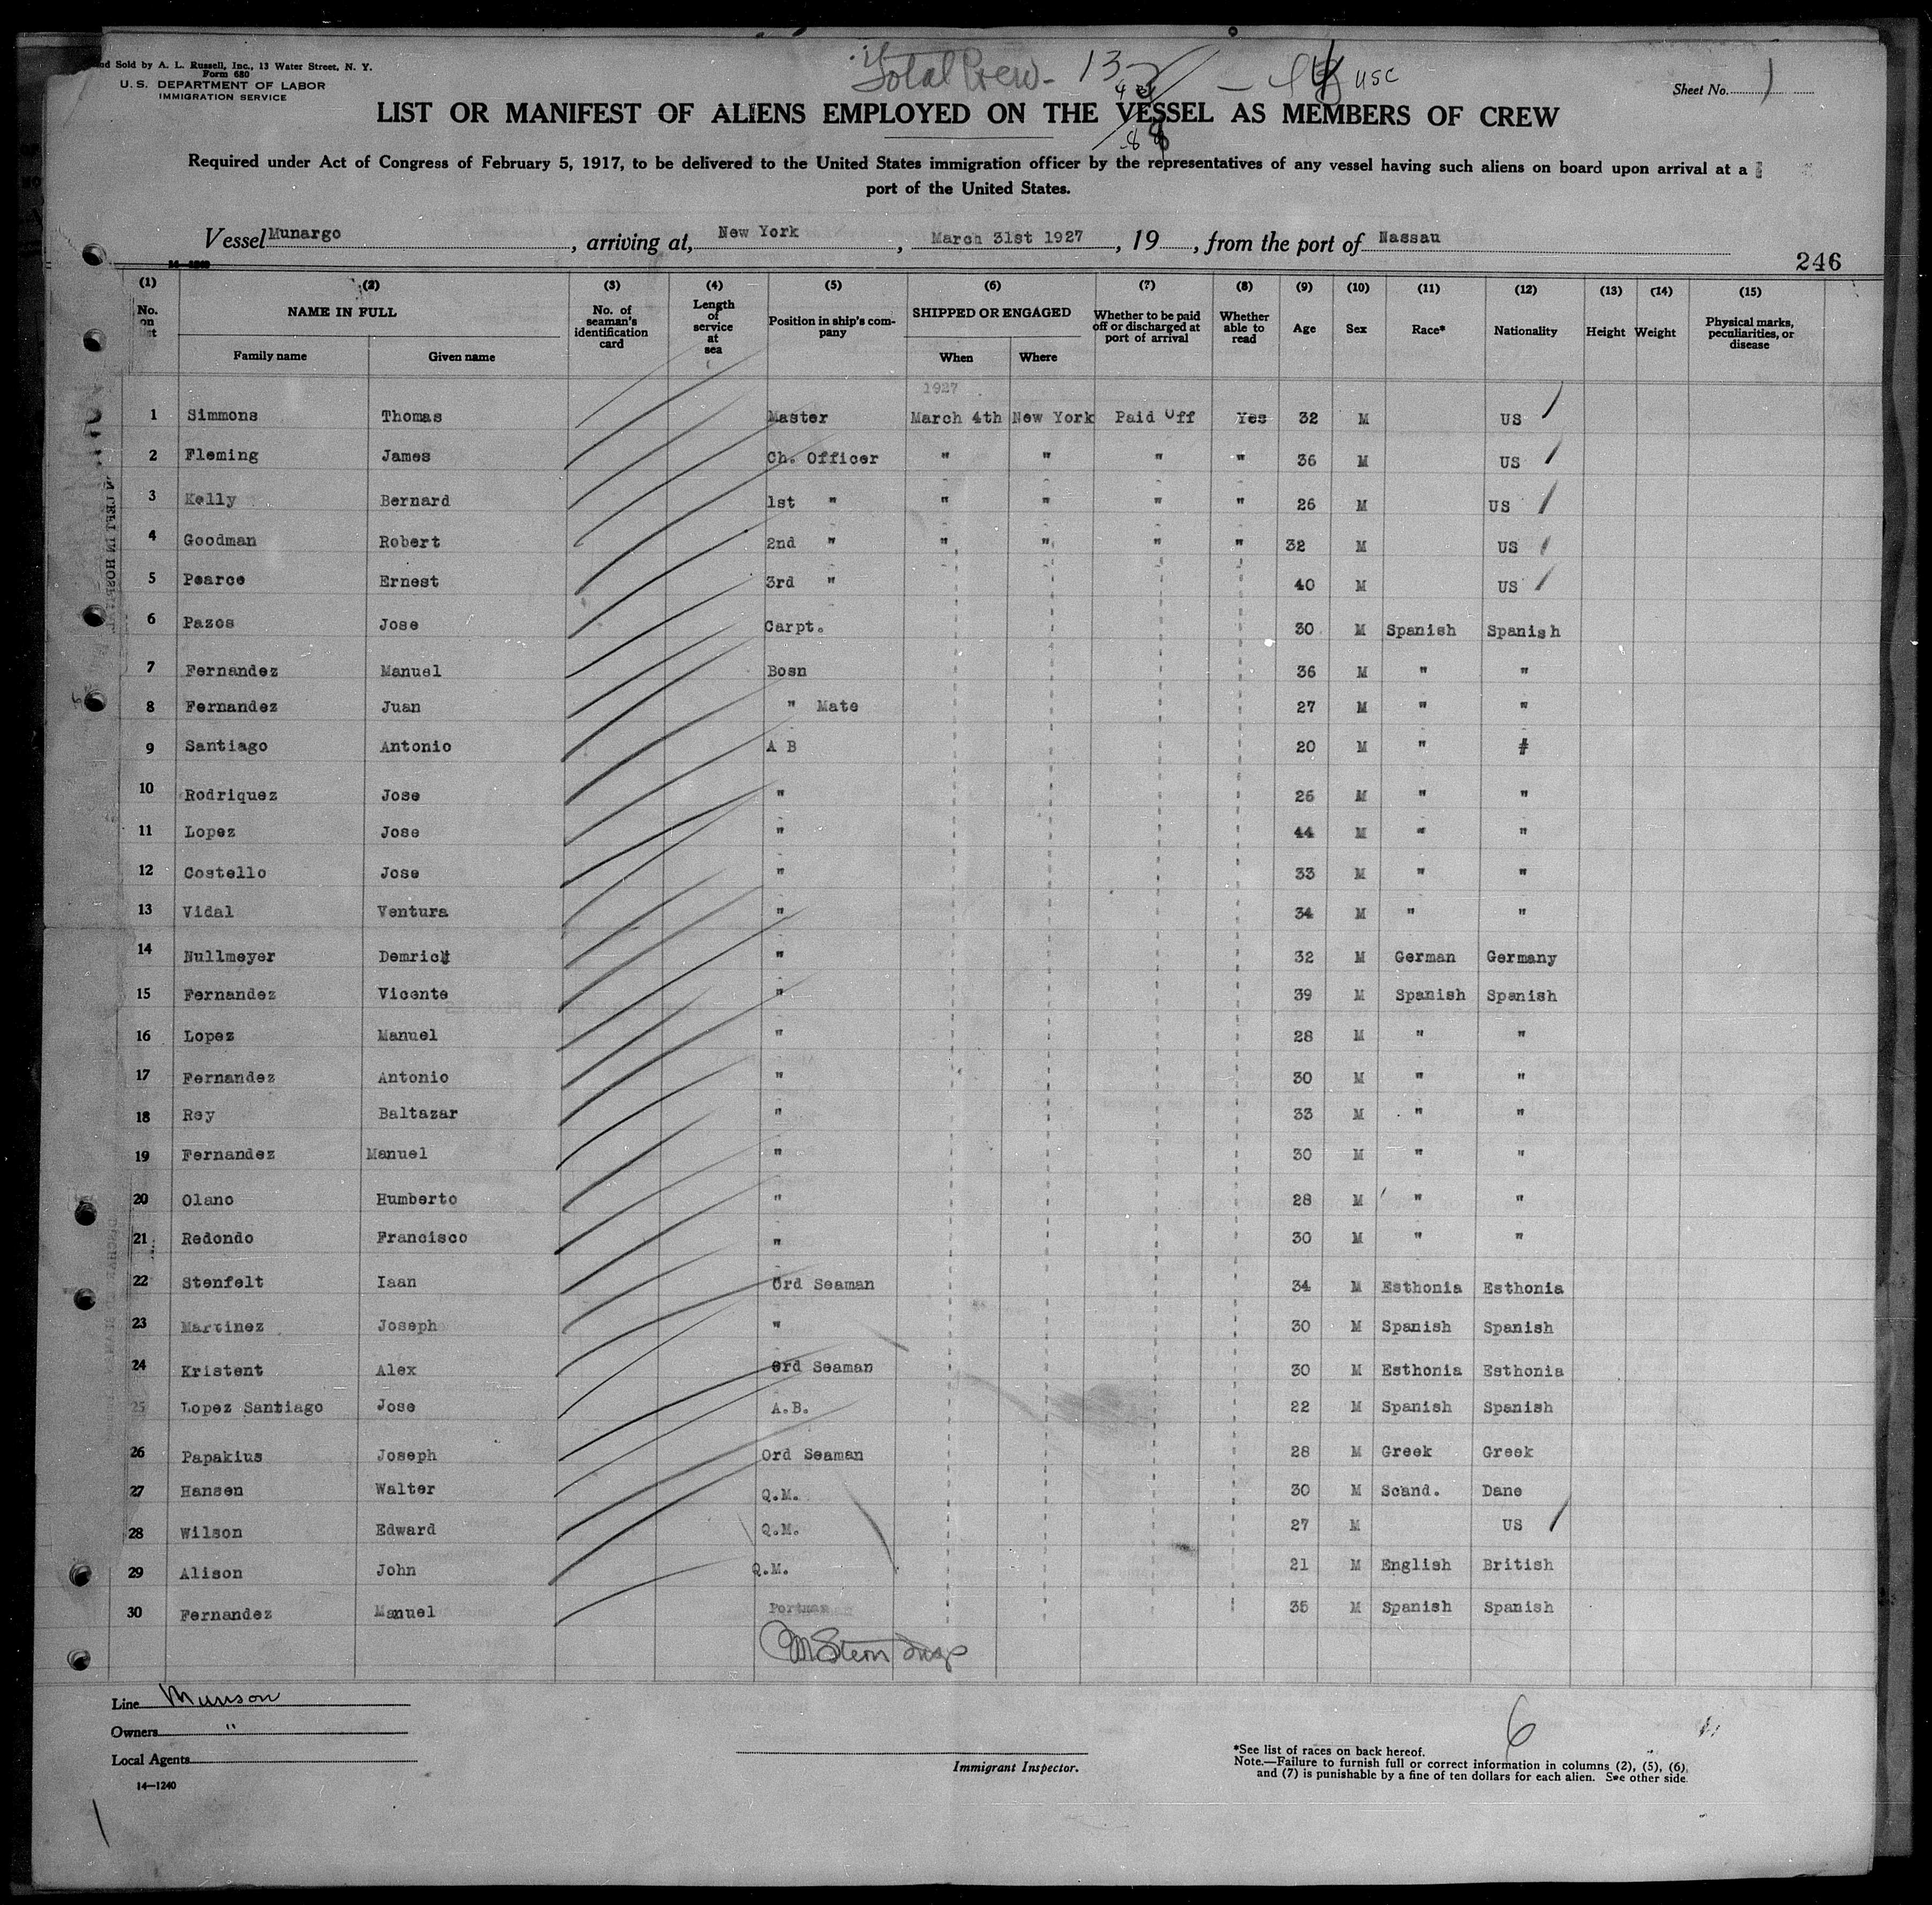 nd Sold by A. L. Russell, Inc., 13 Water Street, N. Y.
Form 680
U. S. DEPARTMENT OF LABOR
IMMIGRATION SERVICE
Total Crew - 13 USC
Sheet No. 1
LIST OR MANIFEST OF ALIENS EMPLOYED ON THE VESSEL AS MEMBERS OF CREW
88
Required under Act of Congress of February 5, 1917, to be delivered to the United States immigration officer by the representatives of any vessel having such aliens on board upon arrival at a
port of the United States.
Vessel Munargo, arriving at, New York, March 31st 1927, 19, from the port of Nassau
246
(1) (2) (3) (4) (5) (6) (7) (8) (9) (10) (11) (12) (13) (14) (15)
No. on NAME IN FULL Family name Given name No. of seaman's identification card Length of service at sea Position in ship's company SHIPPED OR ENGAGED When Where Whether to be paid off or discharged at port of arrival Whether able to read Age Sex Race* Nationality Height Weight Physical marks, peculiarities, or disease
1927
1 Simmons Thomas Master March 4th New York Paid Off Yes 32 M US
2 Fleming James Ch. Officer " " " " 36 M US
3 Kelly Bernard 1st " " " " " 26 M US
4 Goodman Robert 2nd " " " " " 32 M US
5 Pearce Ernest 3rd " 40 M US
6 Pazos Jose Carpt. 30 M Spanish Spanish
7 Fernandez Manuel Bosn 36 M " "
8 Fernandez Juan " Mate 27 M " "
9 Santiago Antonio A B 20 M " #
10 Rodriquez Jose " 26 M " "
11 Lopez Jose " 44 M " "
12 Costello Jose " 33 M " "
13 Vidal Ventura " 34 M " "
14 Nullmeyer " 32 M German Germany
15 Fernandez Vicente " 39 M Spanish Spanish
16 Lopez Manuel " 28 M " "
17 Fernandez Antonio " 30 M " "
18 Rey Baltazar " 33 M " "
19 Fernandez Manuel " 30 M " "
20 Olano Humberto " 28 M " "
21 Redondo Francisco " 30 M " "
22 Stenfelt Iaan Ord Seaman 34 M Esthonia Esthonia
23 Martinez Joseph " 30 M Spanish Spanish
24 Kristent Alex Ord Seaman 30 M Esthonia Esthonia
25 Lopez Santiago Jose A.B. 22 M Spanish Spanish
26 Papakius Joseph Ord Seaman 28 M Greek Greek
27 Hansen Walter Q.M. 30 M Scand. Dane
28 Wilson Edward Q.M. 27 M US
29 Alison John Q.M. 21 M English British
30 Fernandez Manuel 35 M Spanish Spanish
Stern
Line Munson
Owners "
Local Agents
14—1240
Immigrant Inspector.
6
*See list of races on back hereof.
Note.—Failure to furnish full or correct information in columns (2), (5), (6),
and (7) is punishable by a fine of ten dollars for each alien. See other side.